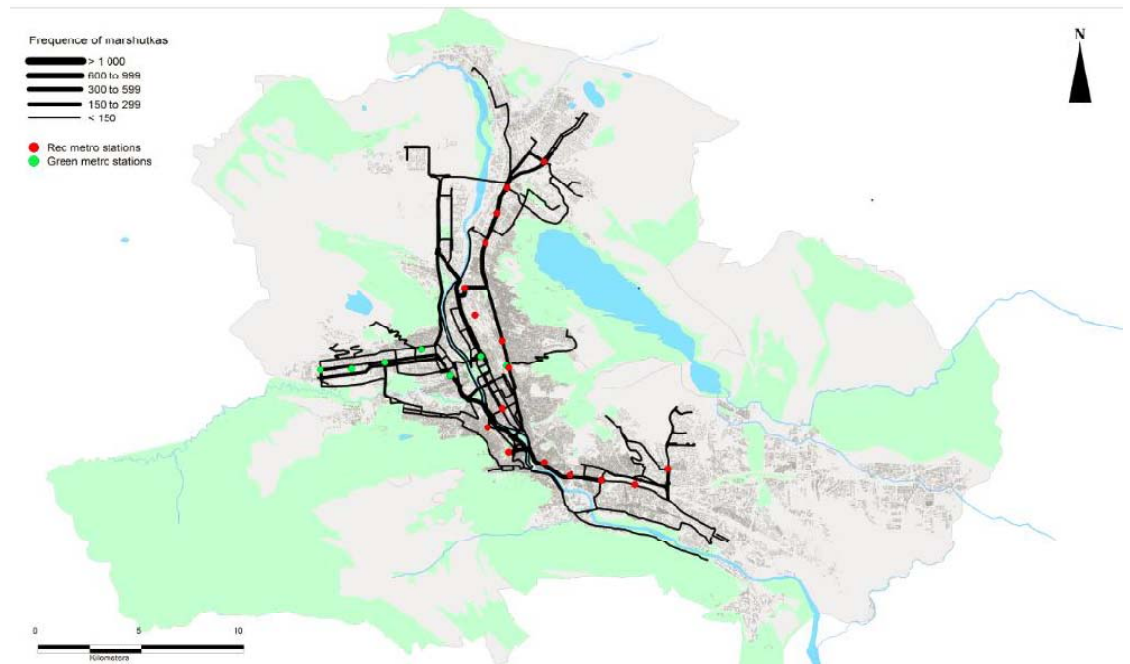 Frequence of marshutkas
> 1 000
600 to 999
300 to 599
150 to 299
< 150
Red metro stations
Green metro stations
N
0 5 10
Kilometers